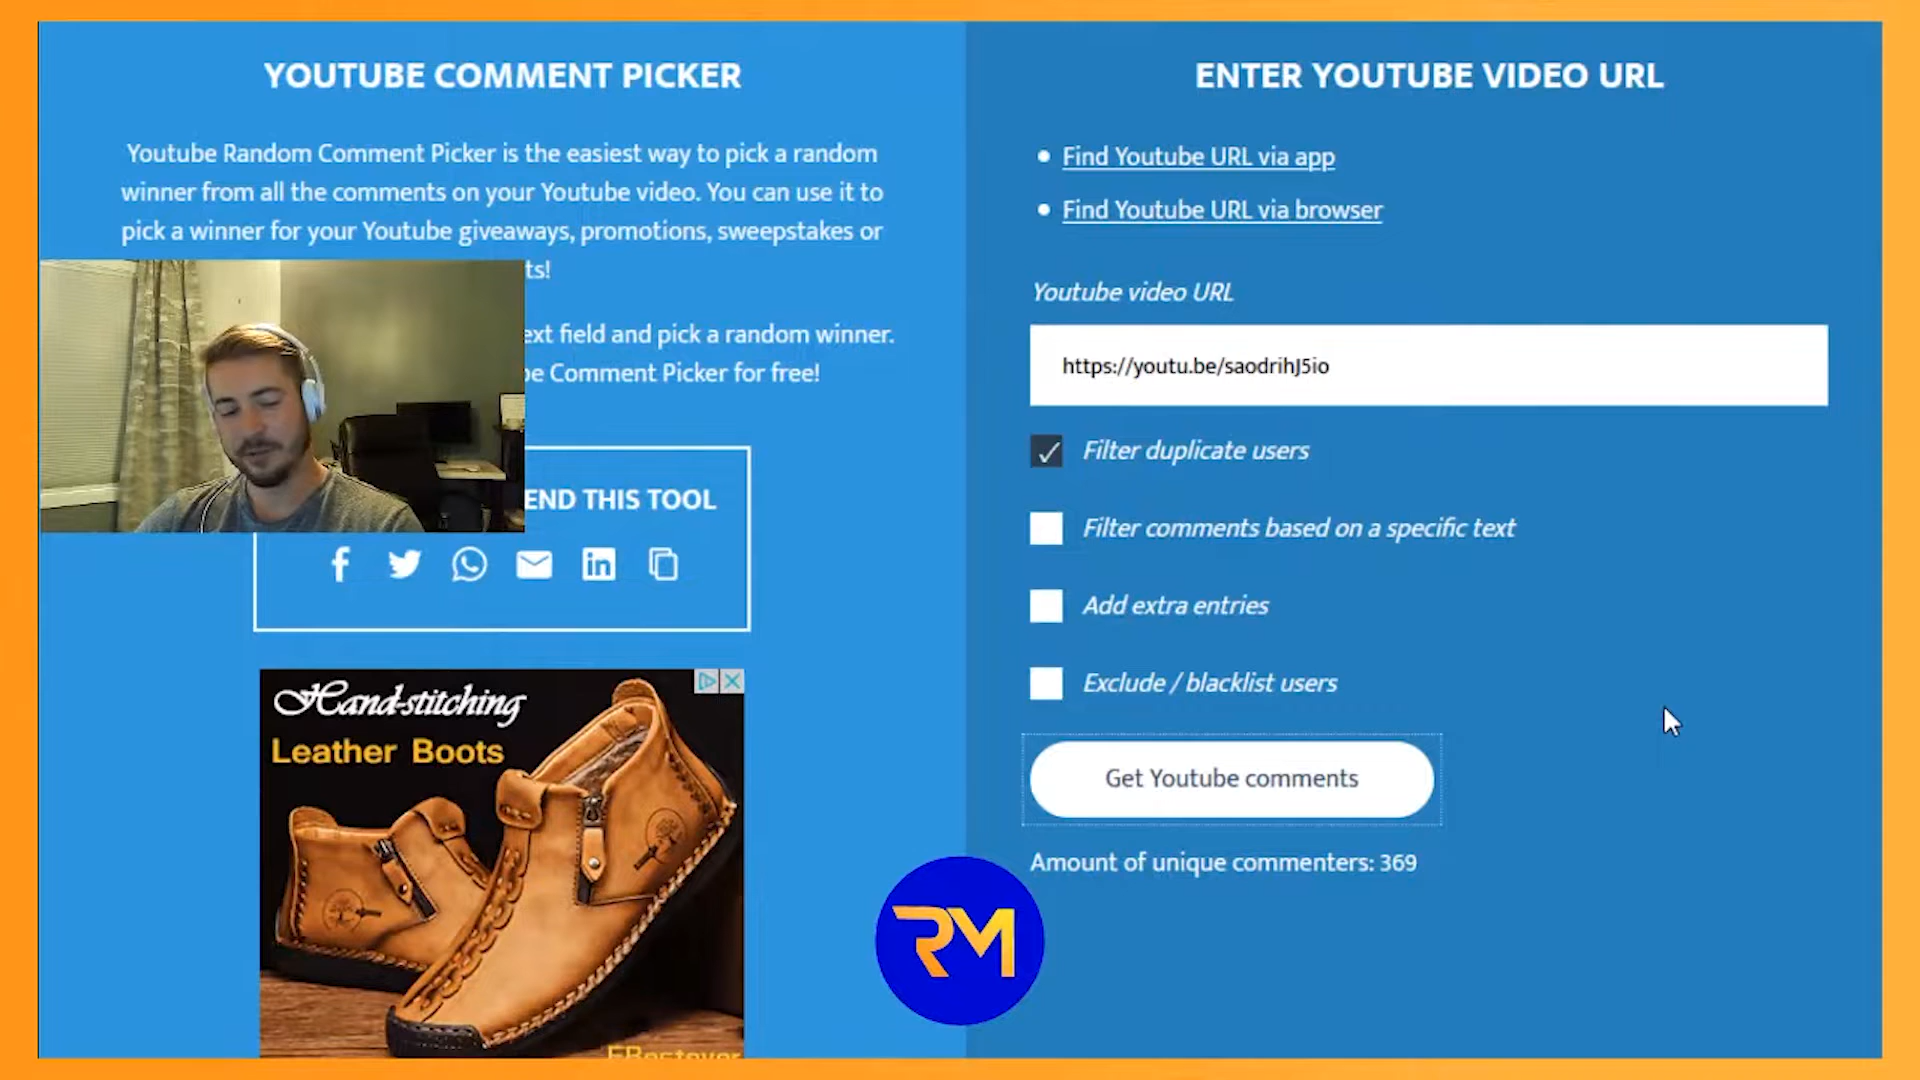 YOUTUBE COMMENT PICKER
Youtube Random Comment Picker is the easiest way to pick a random
winner from all the comments on your Youtube video. You can use it to
pick a winner for your Youtube giveaways, promotions, sweepstakes or
ts!
ext field and pick a random winner.
be Comment Picker for free!
END THIS TOOL
Hand-stitching
Leather Boots
ENTER YOUTUBE VIDEO URL
Find Youtube URL via app
Find Youtube URL via browser
Youtube video URL
https://youtu.be/saodrihJ5io
Filter duplicate users
Filter comments based on a specific text
Add extra entries
Exclude / blacklist users
Get Youtube comments
Amount of unique commenters: 369
RM